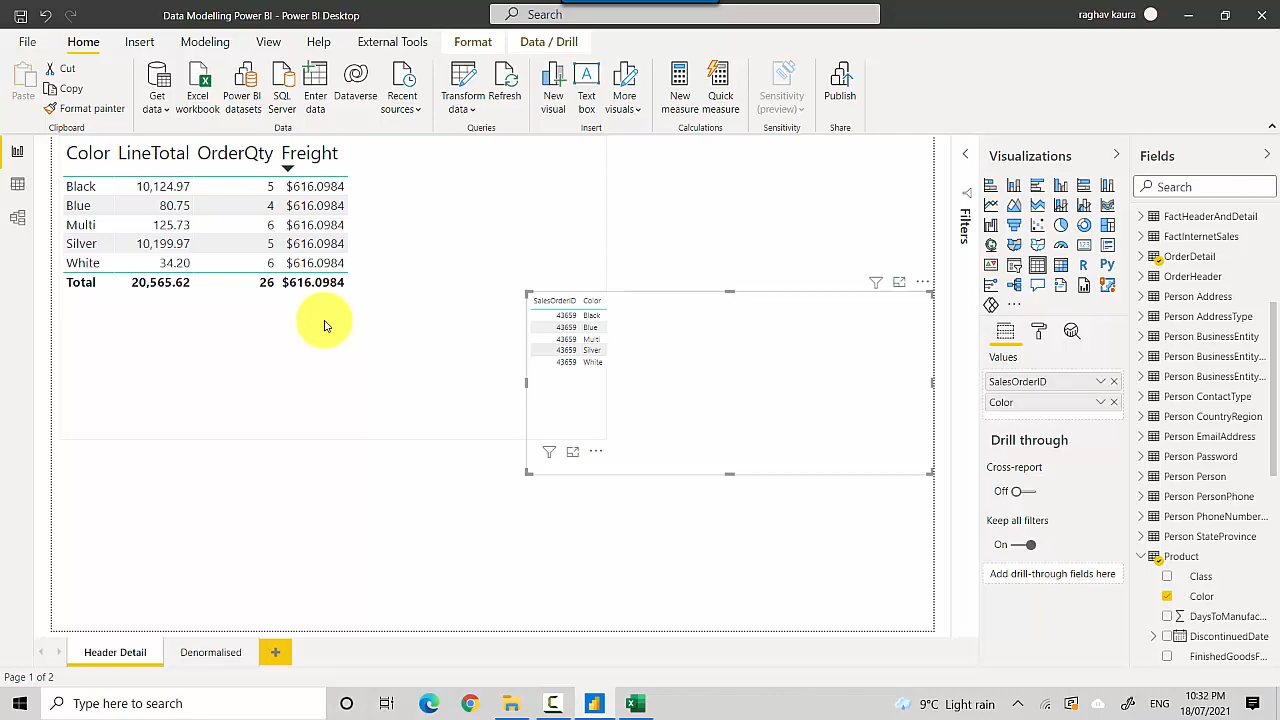 Data Modelling Power BI - Power BI Desktop
Search
raghav kaura
File
Home
Insert
Modeling
View
Help
External Tools
Format
Data / Drill
Paste
Cut
Copy
Format painter
Get data
Excel workbook
Power BI datasets
SQL Server
Enter data
Dataverse
Recent sources
Transform data
Refresh
New visual
Text box
More visuals
New measure
Quick measure
Sensitivity (preview)
Publish
Clipboard
Data
Queries
Insert
Calculations
Sensitivity
Share
Color LineTotal OrderQty Freight
Black 10,124.97 5 $616.0984
Blue 80.75 4 $616.0984
Multi 125.73 6 $616.0984
Silver 10,199.97 5 $616.0984
White 34.20 6 $616.0984
Total 20,565.62 26 $616.0984
SalesOrderID Color
43659 Black
43659 Blue
43659 Multi
43659 Silver
43659 White
Filters
Visualizations
R Py
Values
SalesOrderID
Color
Drill through
Cross-report
Off
Keep all filters
On
Add drill-through fields here
Fields
Search
FactHeaderAndDetail
FactInternetSales
OrderDetail
OrderHeader
Person Address
Person AddressType
Person BusinessEntity
Person BusinessEntity...
Person BusinessEntity...
Person ContactType
Person CountryRegion
Person EmailAddress
Person Password
Person Person
Person PersonPhone
Person PhoneNumber...
Person StateProvince
Product
Class
Color
DaysToManufac...
DiscontinuedDate
FinishedGoodsF...
Header Detail
Denormalised
Page 1 of 2
Type here to search
9°C Light rain
ENG
10:32 PM
18/07/2021